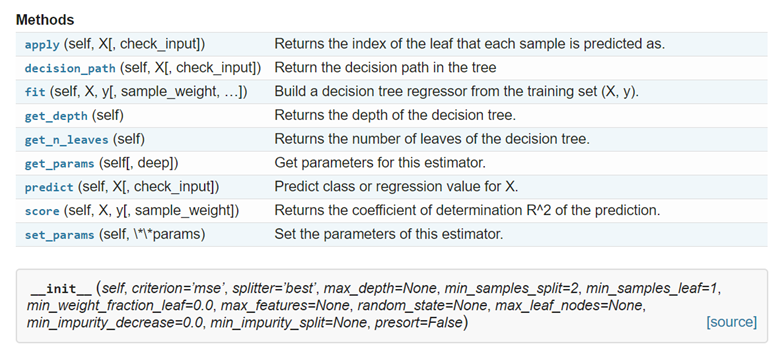 Methods
apply (self, X[, check_input]) Returns the index of the leaf that each sample is predicted as.
decision_path (self, X[, check_input]) Return the decision path in the tree
fit (self, X, y[, sample_weight, …]) Build a decision tree regressor from the training set (X, y).
get_depth (self) Returns the depth of the decision tree.
get_n_leaves (self) Returns the number of leaves of the decision tree.
get_params (self[, deep]) Get parameters for this estimator.
predict (self, X[, check_input]) Predict class or regression value for X.
score (self, X, y[, sample_weight]) Returns the coefficient of determination R^2 of the prediction.
set_params (self, \*\*params) Set the parameters of this estimator.
__init__ (self, criterion='mse', splitter='best', max_depth=None, min_samples_split=2, min_samples_leaf=1,
min_weight_fraction_leaf=0.0, max_features=None, random_state=None, max_leaf_nodes=None,
min_impurity_decrease=0.0, min_impurity_split=None, presort=False) [source]